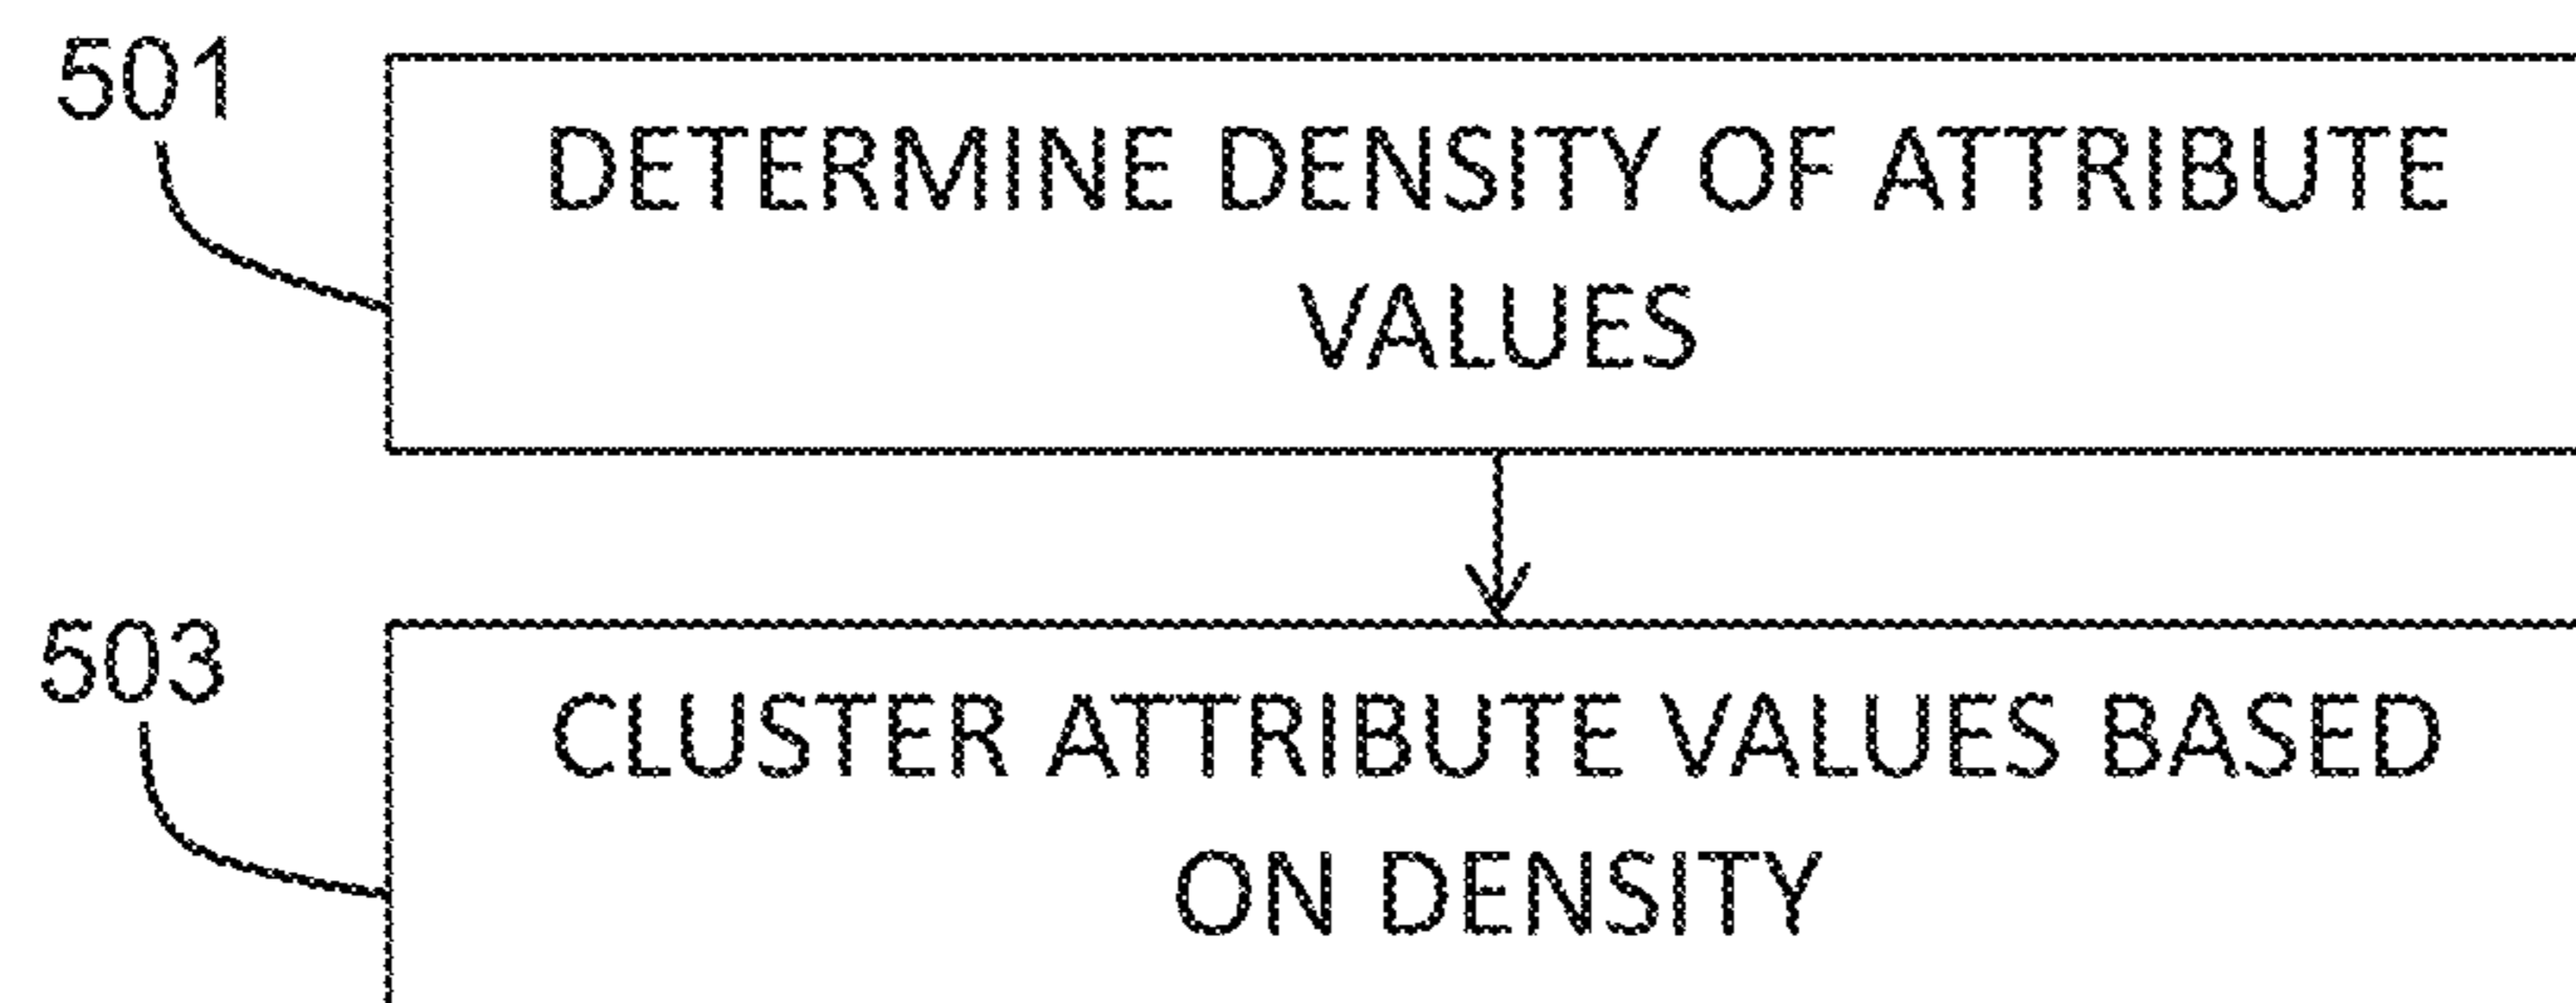 501
DETERMINE DENSITY OF ATTRIBUTE
VALUES
503
CLUSTER ATTRIBUTE VALUES BASED
ON DENSITY